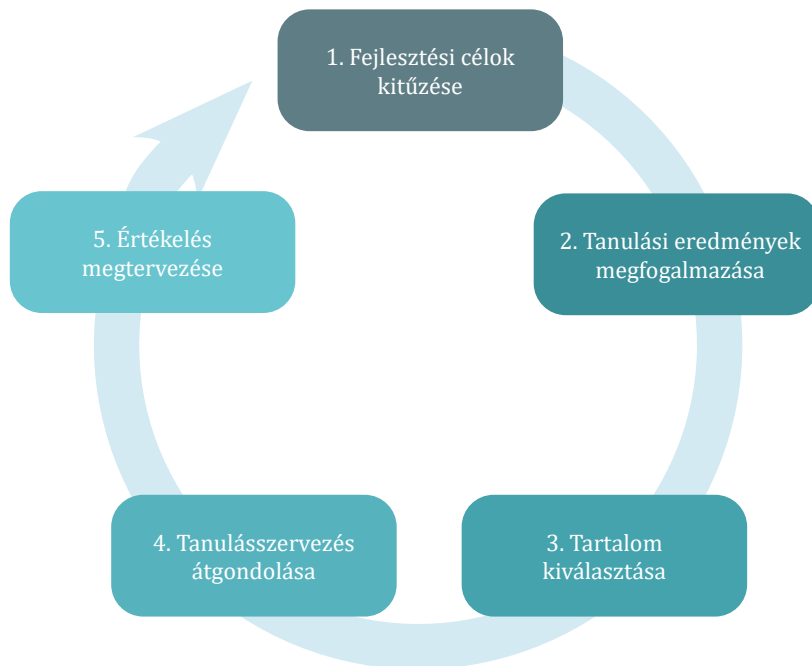 1. Fejlesztési célok
kitűzése
2. Tanulási eredmények
megfogalmazása
3. Tartalom
kiválasztása
4. Tanulásszervezés
átgondolása
5. Értékelés
megtervezése